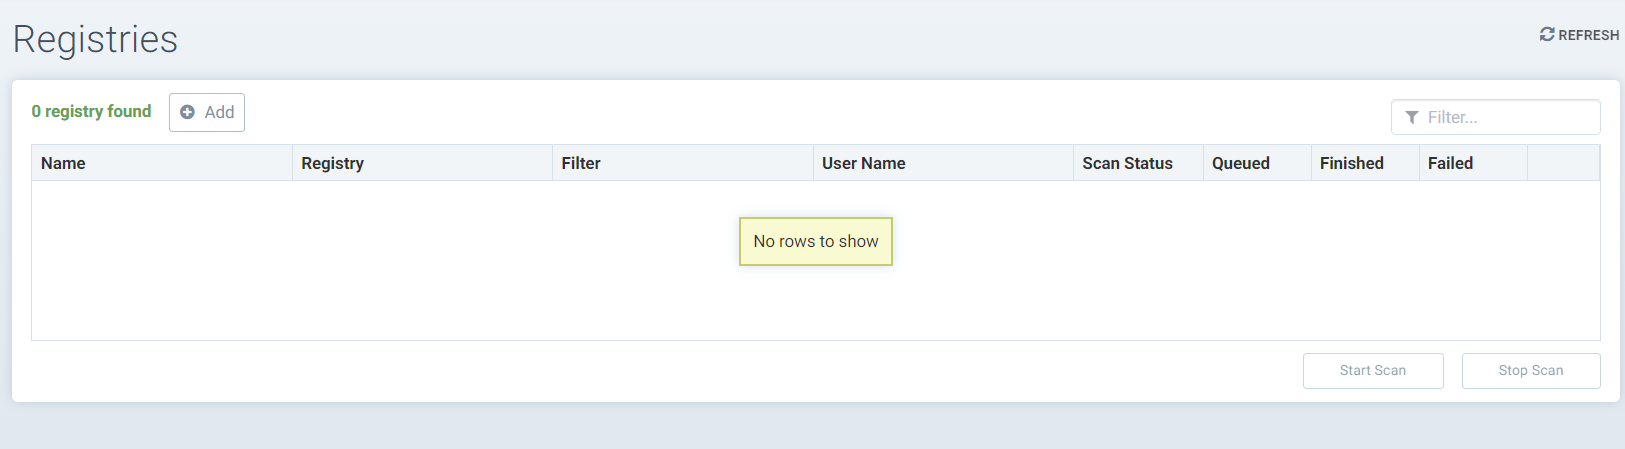 Registries
REFRESH
0 registry found
Add
Filter...
Name Registry Filter User Name Scan Status Queued Finished Failed
No rows to show
Start Scan Stop Scan